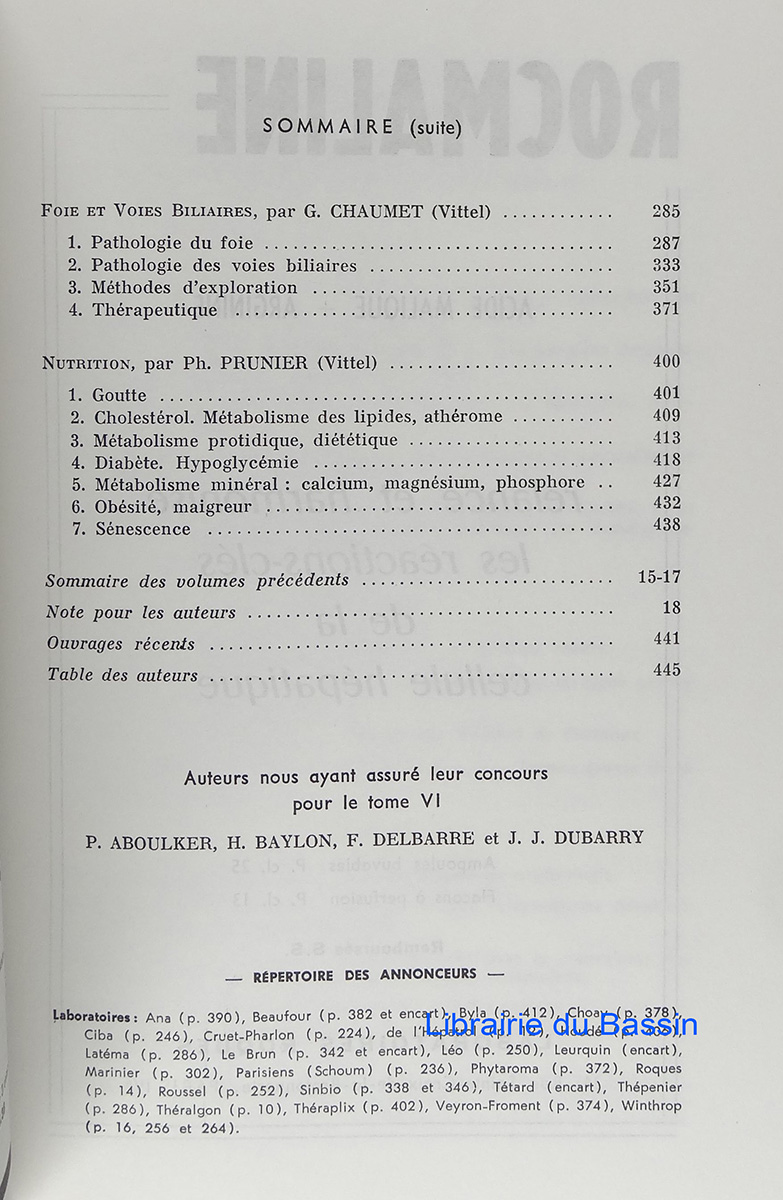 SOMMAIRE (suite)
FOIE ET VOIES BILIAIRES, par G. CHAUMET (Vittel) ............ 285
1. Pathologie du foie ..................................... 287
2. Pathologie des voies biliaires ......................... 333
3. Méthodes d'exploration ................................ 351
4. Thérapeutique ........................................ 371
NUTRITION, par Ph. PRUNIER (Vittel) ....................... 400
1. Goutte ................................................ 401
2. Cholestérol. Métabolisme des lipides, athérome ........... 409
3. Métabolisme protidique, diététique ...................... 413
4. Diabète. Hypoglycémie ................................ 418
5. Métabolisme minéral : calcium, magnésium, phosphore .. 427
6. Obésité, maigreur ..................................... 432
7. Sénescence ........................................... 438
Sommaire des volumes précédents .......................... 15-17
Note pour les auteurs ...................................... 18
Ouvrages récents .......................................... 441
Table des auteurs .......................................... 445
Auteurs nous ayant assuré leur concours
pour le tome VI
P. ABOULKER, H. BAYLON, F. DELBARRE et J. J. DUBARRY
— RÉPERTOIRE DES ANNONCEURS —
Laboratoires : Ana (p. 390), Beaufour (p. 382 et encart), Byla (p. 412), Choay (p. 378),
Ciba (p. 246), Cruet-Pharlon (p. 224), de l'Hépatrol (p. 12), Houdé (p. 406),
Librairie du Bassin
Latéma (p. 286), Le Brun (p. 342 et encart), Léo (p. 250), Leurquin (encart),
Marinier (p. 302), Parisiens (Schoum) (p. 236), Phytaroma (p. 372), Roques
(p. 14), Roussel (p. 252), Sinbio (p. 338 et 346), Tétard (encart), Thépenier
(p. 286), Théralgon (p. 10), Théraplix (p. 402), Veyron-Froment (p. 374), Winthrop
(p. 16, 256 et 264).